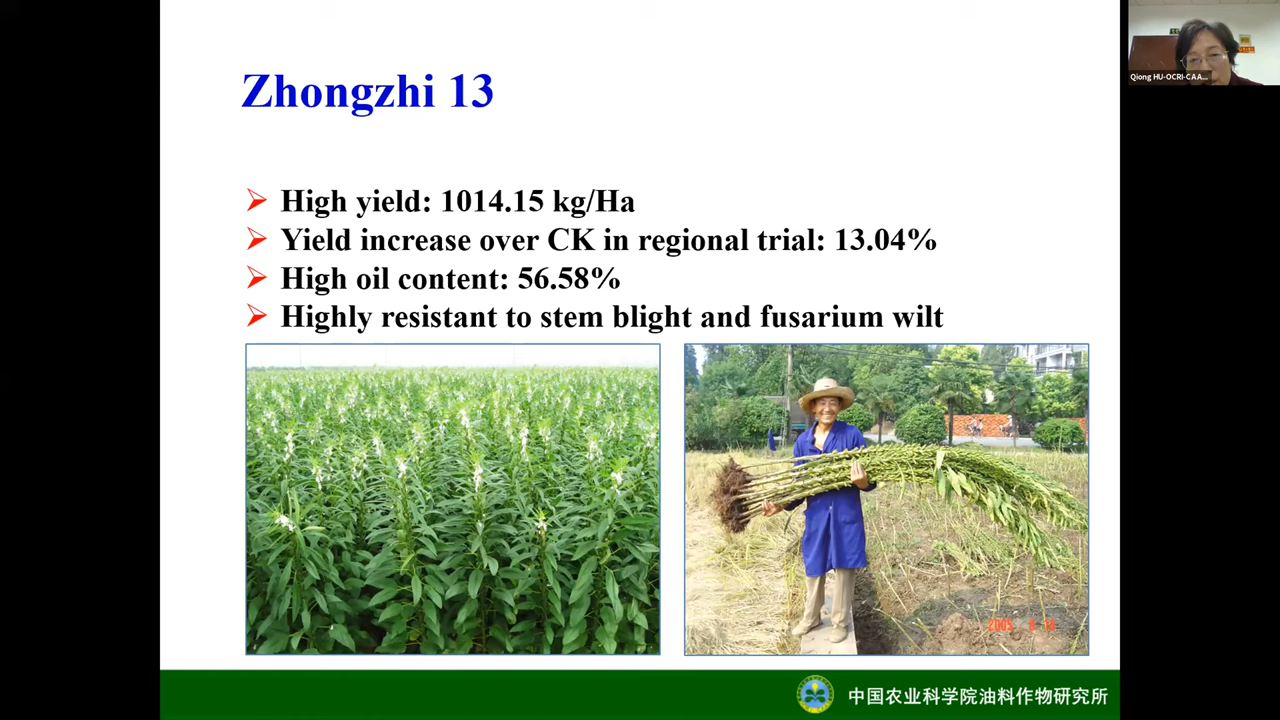 Zhongzhi 13
Qiong HU-OCRI-CAA...
High yield: 1014.15 kg/Ha
Yield increase over CK in regional trial: 13.04%
High oil content: 56.58%
Highly resistant to stem blight and fusarium wilt
中国农业科学院油料作物研究所